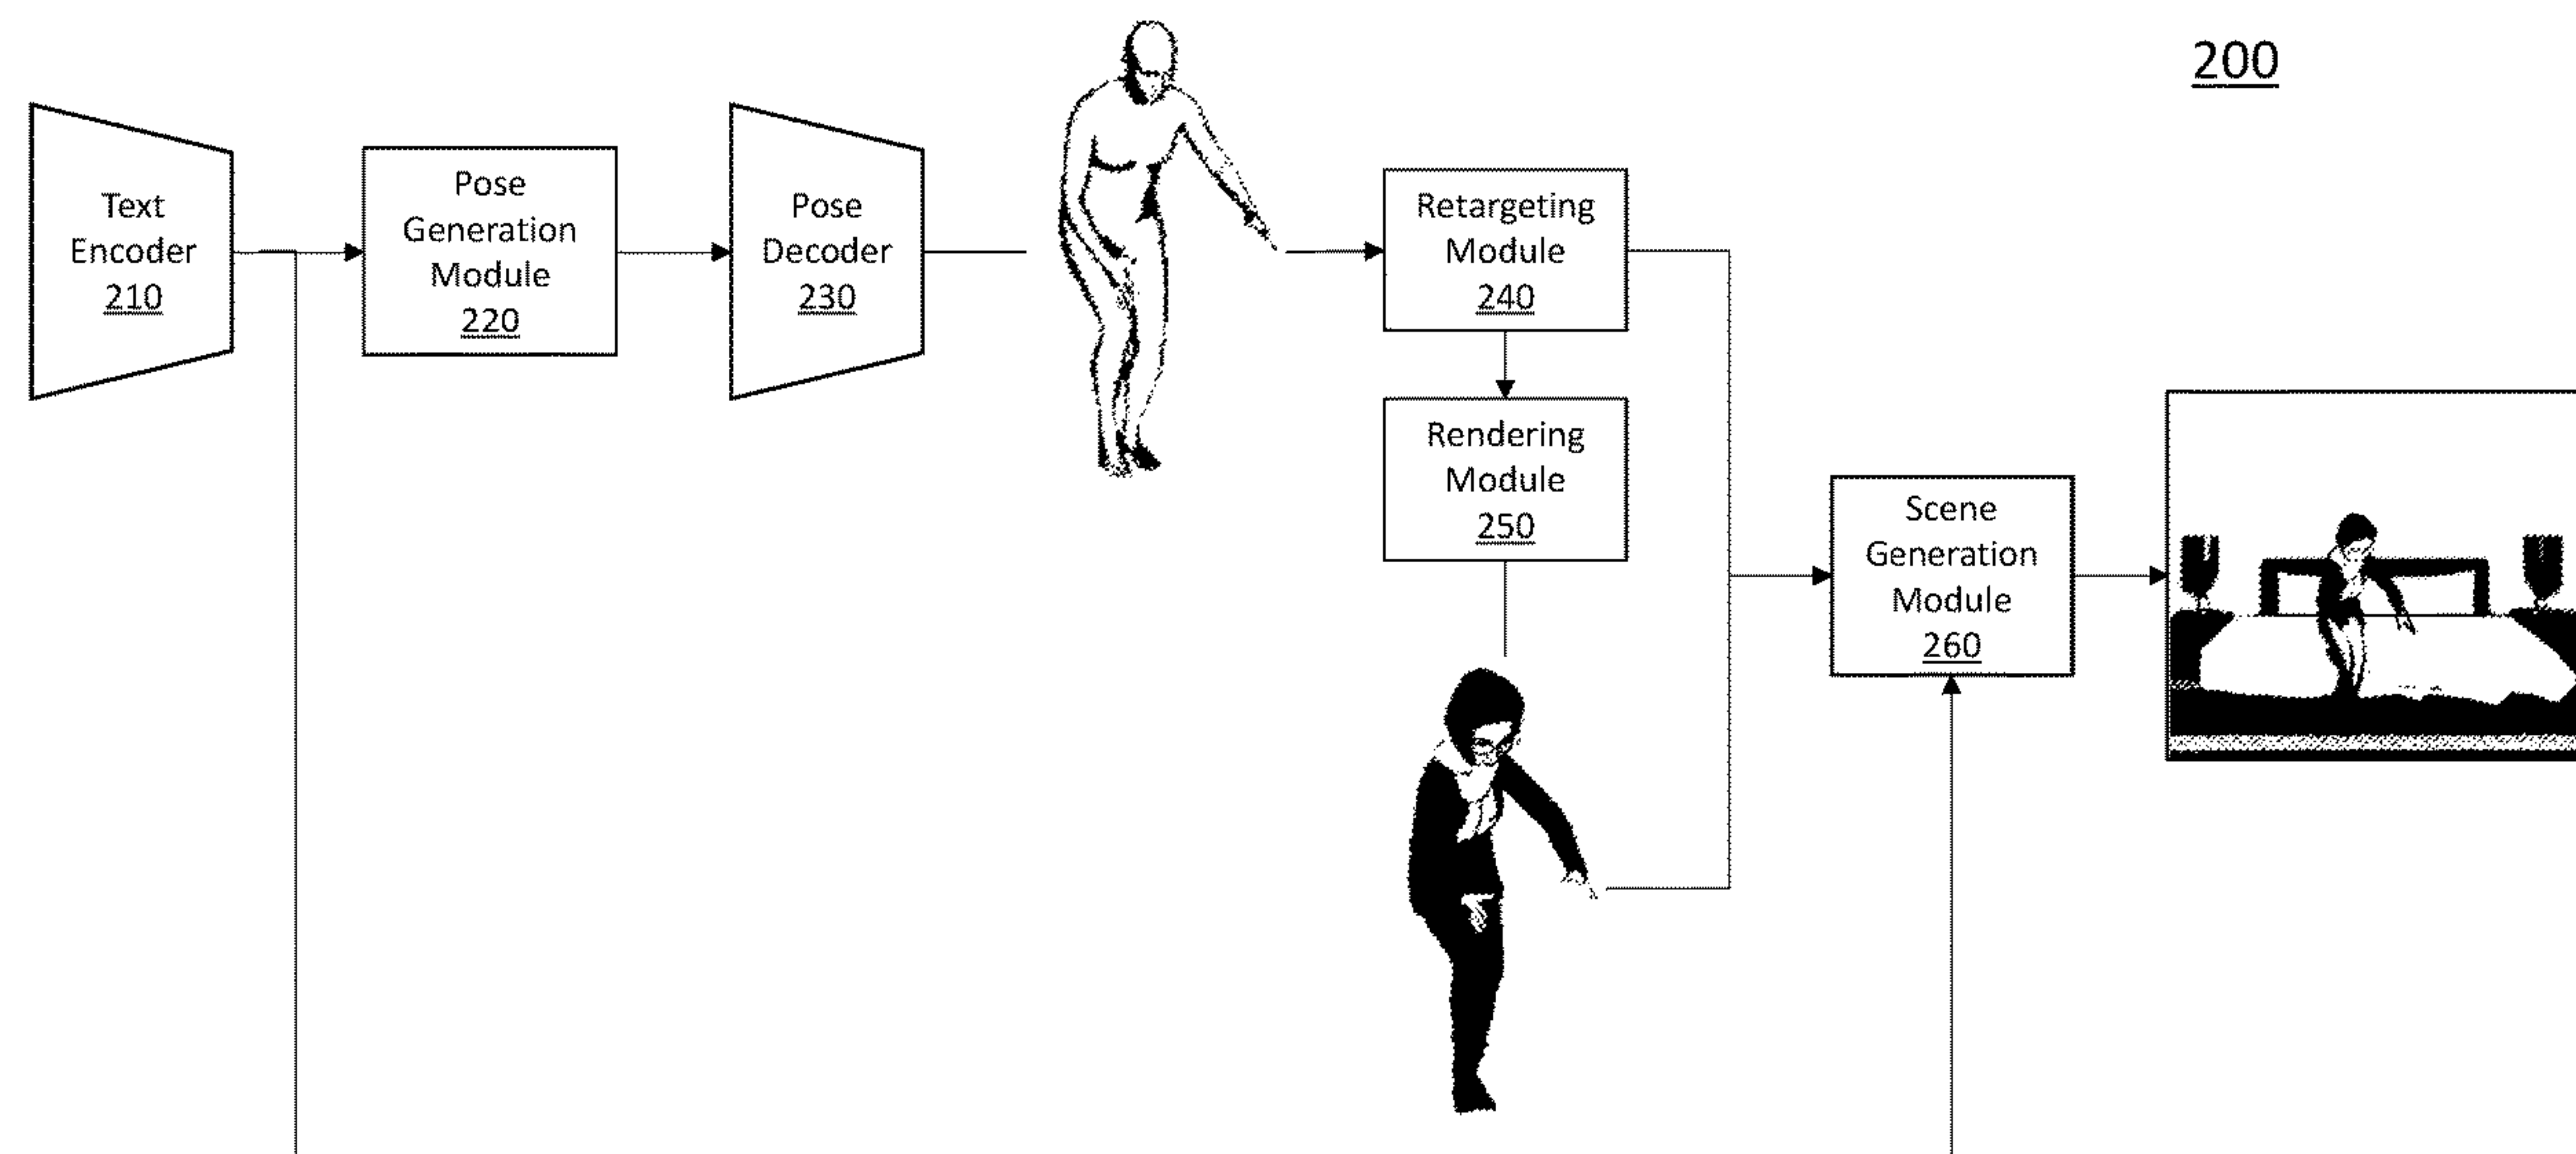 200
Text
Encoder
210
Pose
Generation
Module
220
Pose
Decoder
230
Retargeting
Module
240
Rendering
Module
250
Scene
Generation
Module
260